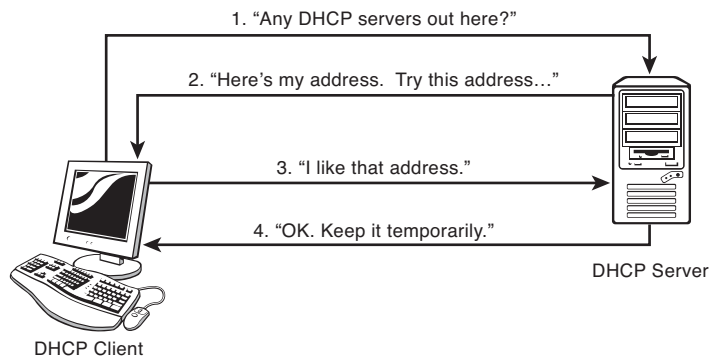 1. “Any DHCP servers out here?”
2. “Here’s my address.  Try this address…”
3. “I like that address.”
4. “OK. Keep it temporarily.”
DHCP Server
DHCP Client